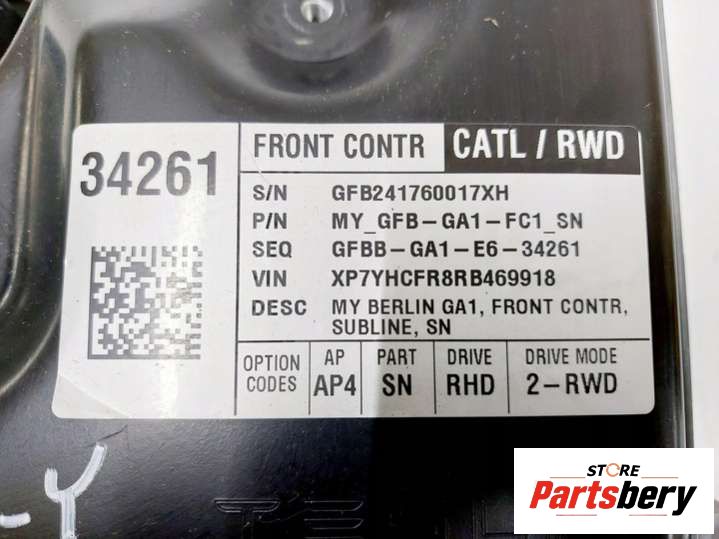 34261
FRONT CONTR CATL / RWD
S/N GFB241760017XH
P/N MY_GFB-GA1-FC1_SN
SEQ GFBB-GA1-E6-34261
VIN XP7YHCFR8RB469918
DESC MY BERLIN GA1, FRONT CONTR,
SUBLINE, SN
OPTION CODES AP PART DRIVE DRIVE MODE
AP4 SN RHD 2-RWD
-Y
STORE
Partsbery